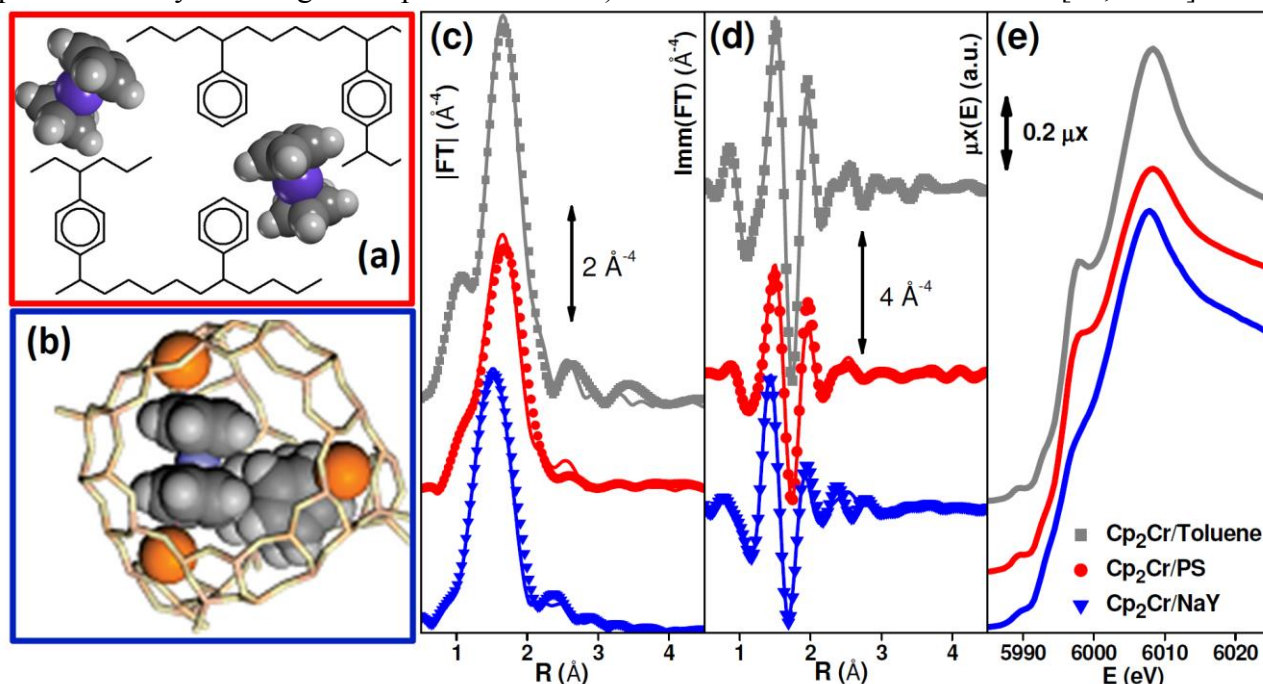 (a)
(b)
(c)
|FT| (Å⁻⁴)
2 Å⁻⁴
1 2 3 4
R (Å)
(d)
Imm(FT) (Å⁻⁴)
4 Å⁻⁴
1 2 3 4
R (Å)
(e)
μx(E) (a.u.)
0.2 μx
Cp₂Cr/Toluene
Cp₂Cr/PS
Cp₂Cr/NaY
5990 6000 6020
E (eV)